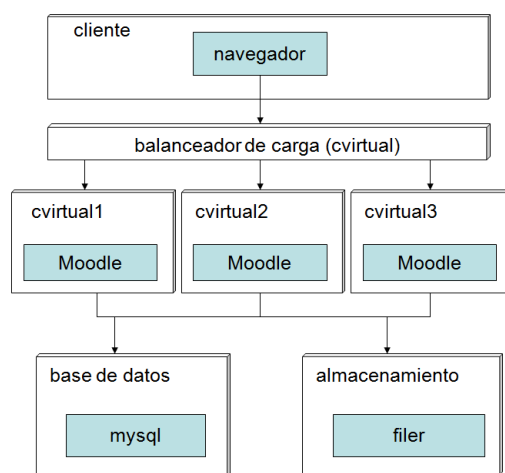 cliente
navegador
balanceador de carga (cvirtual)
cvirtual1
cvirtual2
cvirtual3
Moodle
Moodle
Moodle
base de datos
almacenamiento
mysql
filer